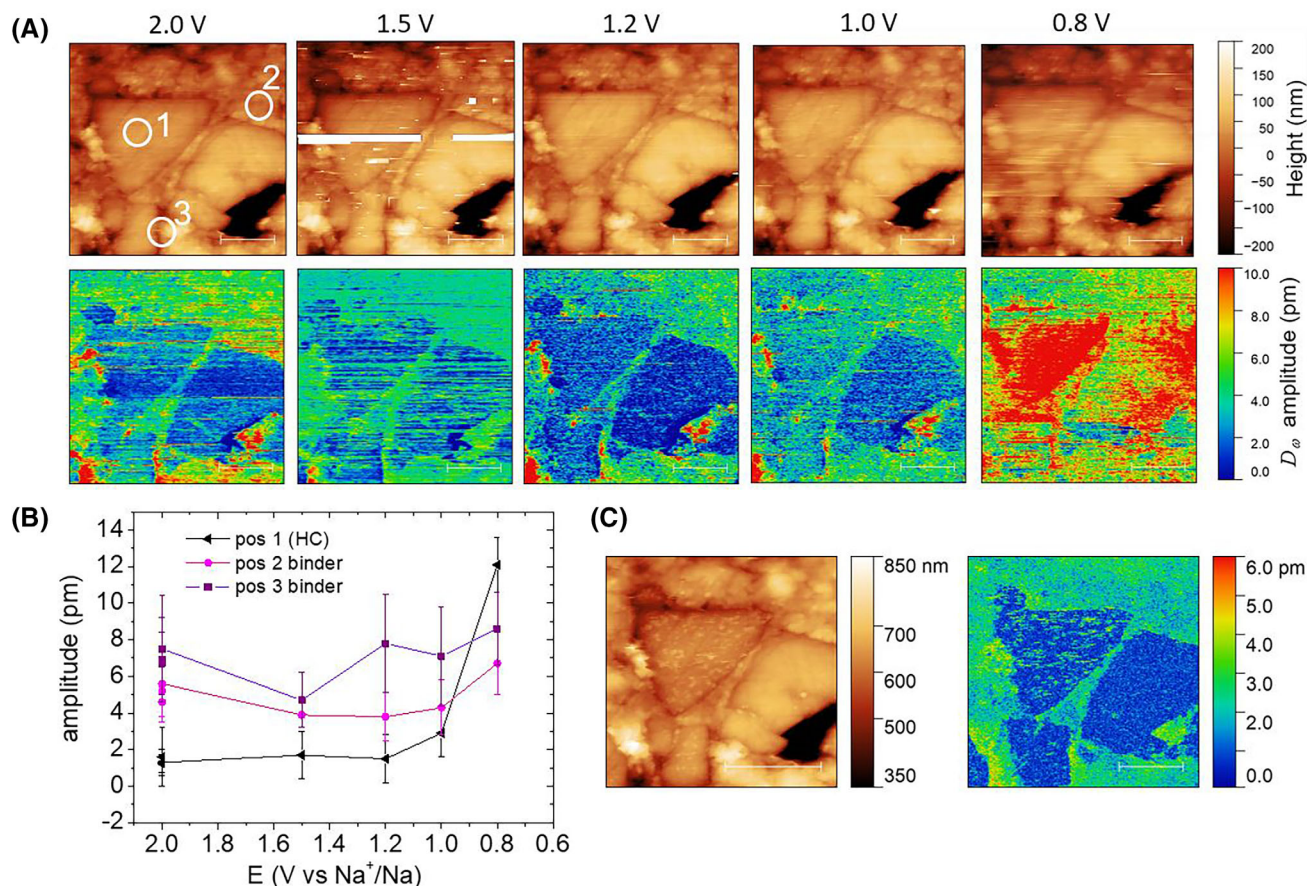 (A)
2.0 V 1.5 V 1.2 V 1.0 V 0.8 V
1
2
3
200
150
100
50
0
-50
-100
-150
-200
Height (nm)
10.0
8.0
6.0
4.0
2.0
0.0
Dω amplitude (pm)
(B)
14
12
10
8
6
4
2
0
-2
amplitude (pm)
pos 1 (HC)
pos 2 binder
pos 3 binder
2.0 1.8 1.6 1.4 1.2 1.0 0.8 0.6
E (V vs Na⁺/Na)
(C)
850 nm
700
600
500
350
6.0 pm
5.0
4.0
3.0
2.0
1.0
0.0